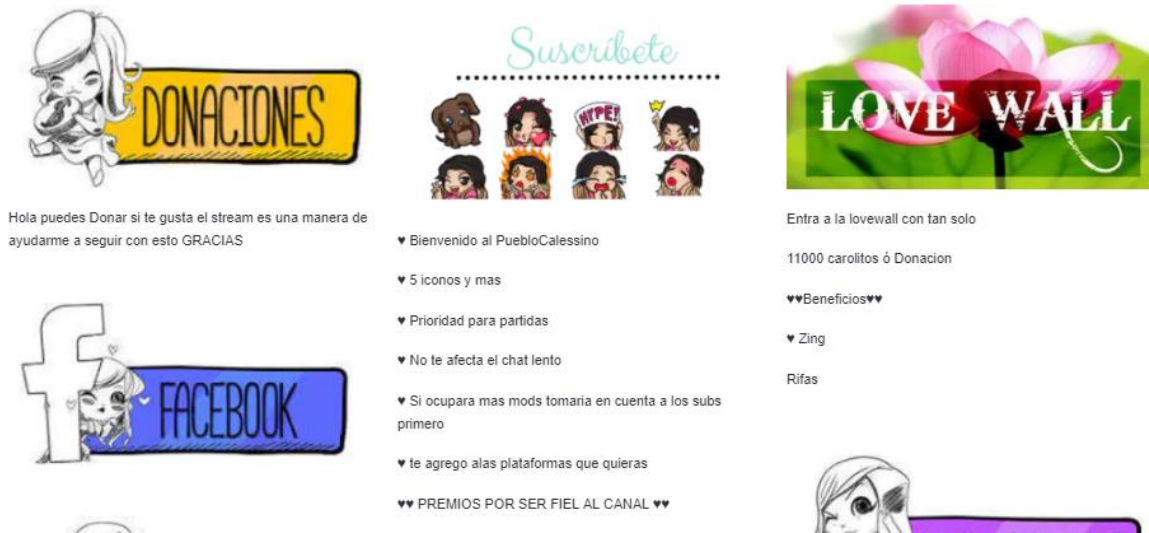 DONACIONES
Hola puedes Donar si te gusta el stream es una manera de
ayudarme a seguir con esto GRACIAS
FACEBOOK
Suscríbete
HYPE!
♥ Bienvenido al PuebloCalessino
♥ 5 iconos y mas
♥ Prioridad para partidas
♥ No te afecta el chat lento
♥ Si ocupara mas mods tomaria en cuenta a los subs
primero
♥ te agrego alas plataformas que quieras
♥♥ PREMIOS POR SER FIEL AL CANAL ♥♥
LOVE WALL
Entra a la lovewall con tan solo
11000 carolitos ó Donacion
♥♥Beneficios♥♥
♥ Zing
Rifas